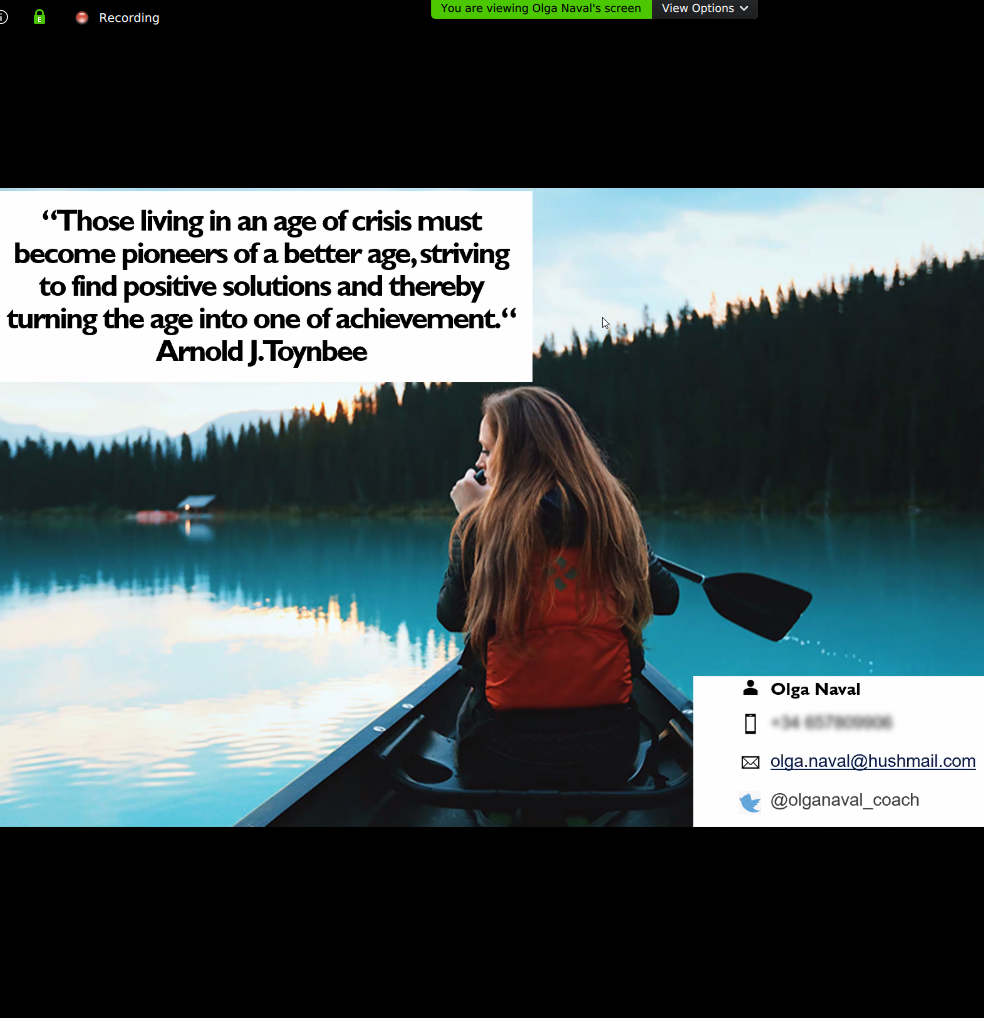 Recording
You are viewing Olga Naval's screen
View Options
“Those living in an age of crisis must
become pioneers of a better age, striving
to find positive solutions and thereby
turning the age into one of achievement.“
Arnold J. Toynbee
Olga Naval
olga.naval@hushmail.com
@olganaval_coach